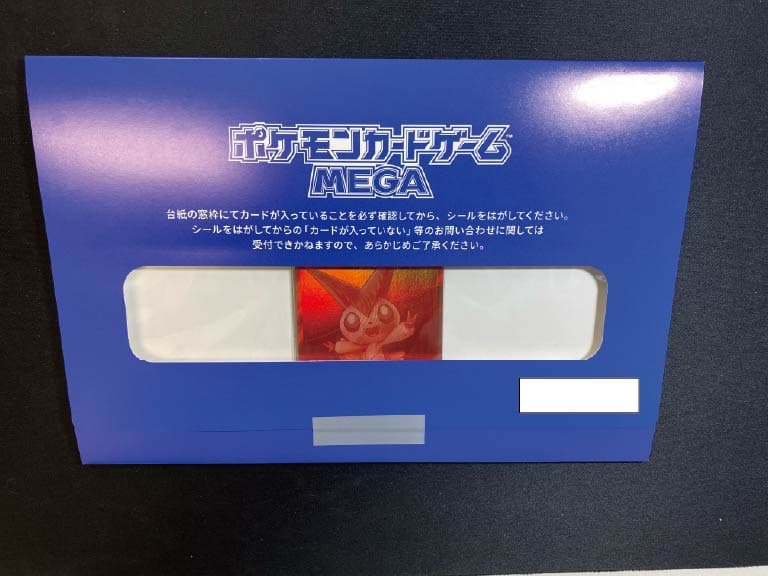 ポケモンカードゲーム™
MEGA
台紙の窓枠にてカードが入っていることを必ず確認してから、シールをはがしてください。
シールをはがしてからの「カードが入っていない」等のお問い合わせに関しては
受付できかねますので、あらかじめご了承ください。